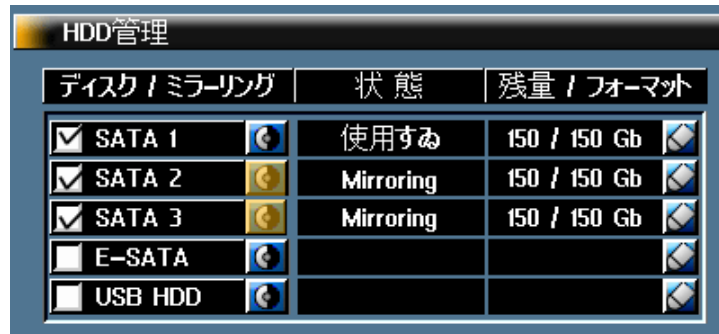 HDD管理
ディスク / ミラーリング 状 態 残量 / フォーマット
SATA 1 使用すゐ 150 / 150 Gb
SATA 2 Mirroring 150 / 150 Gb
SATA 3 Mirroring 150 / 150 Gb
E-SATA
USB HDD